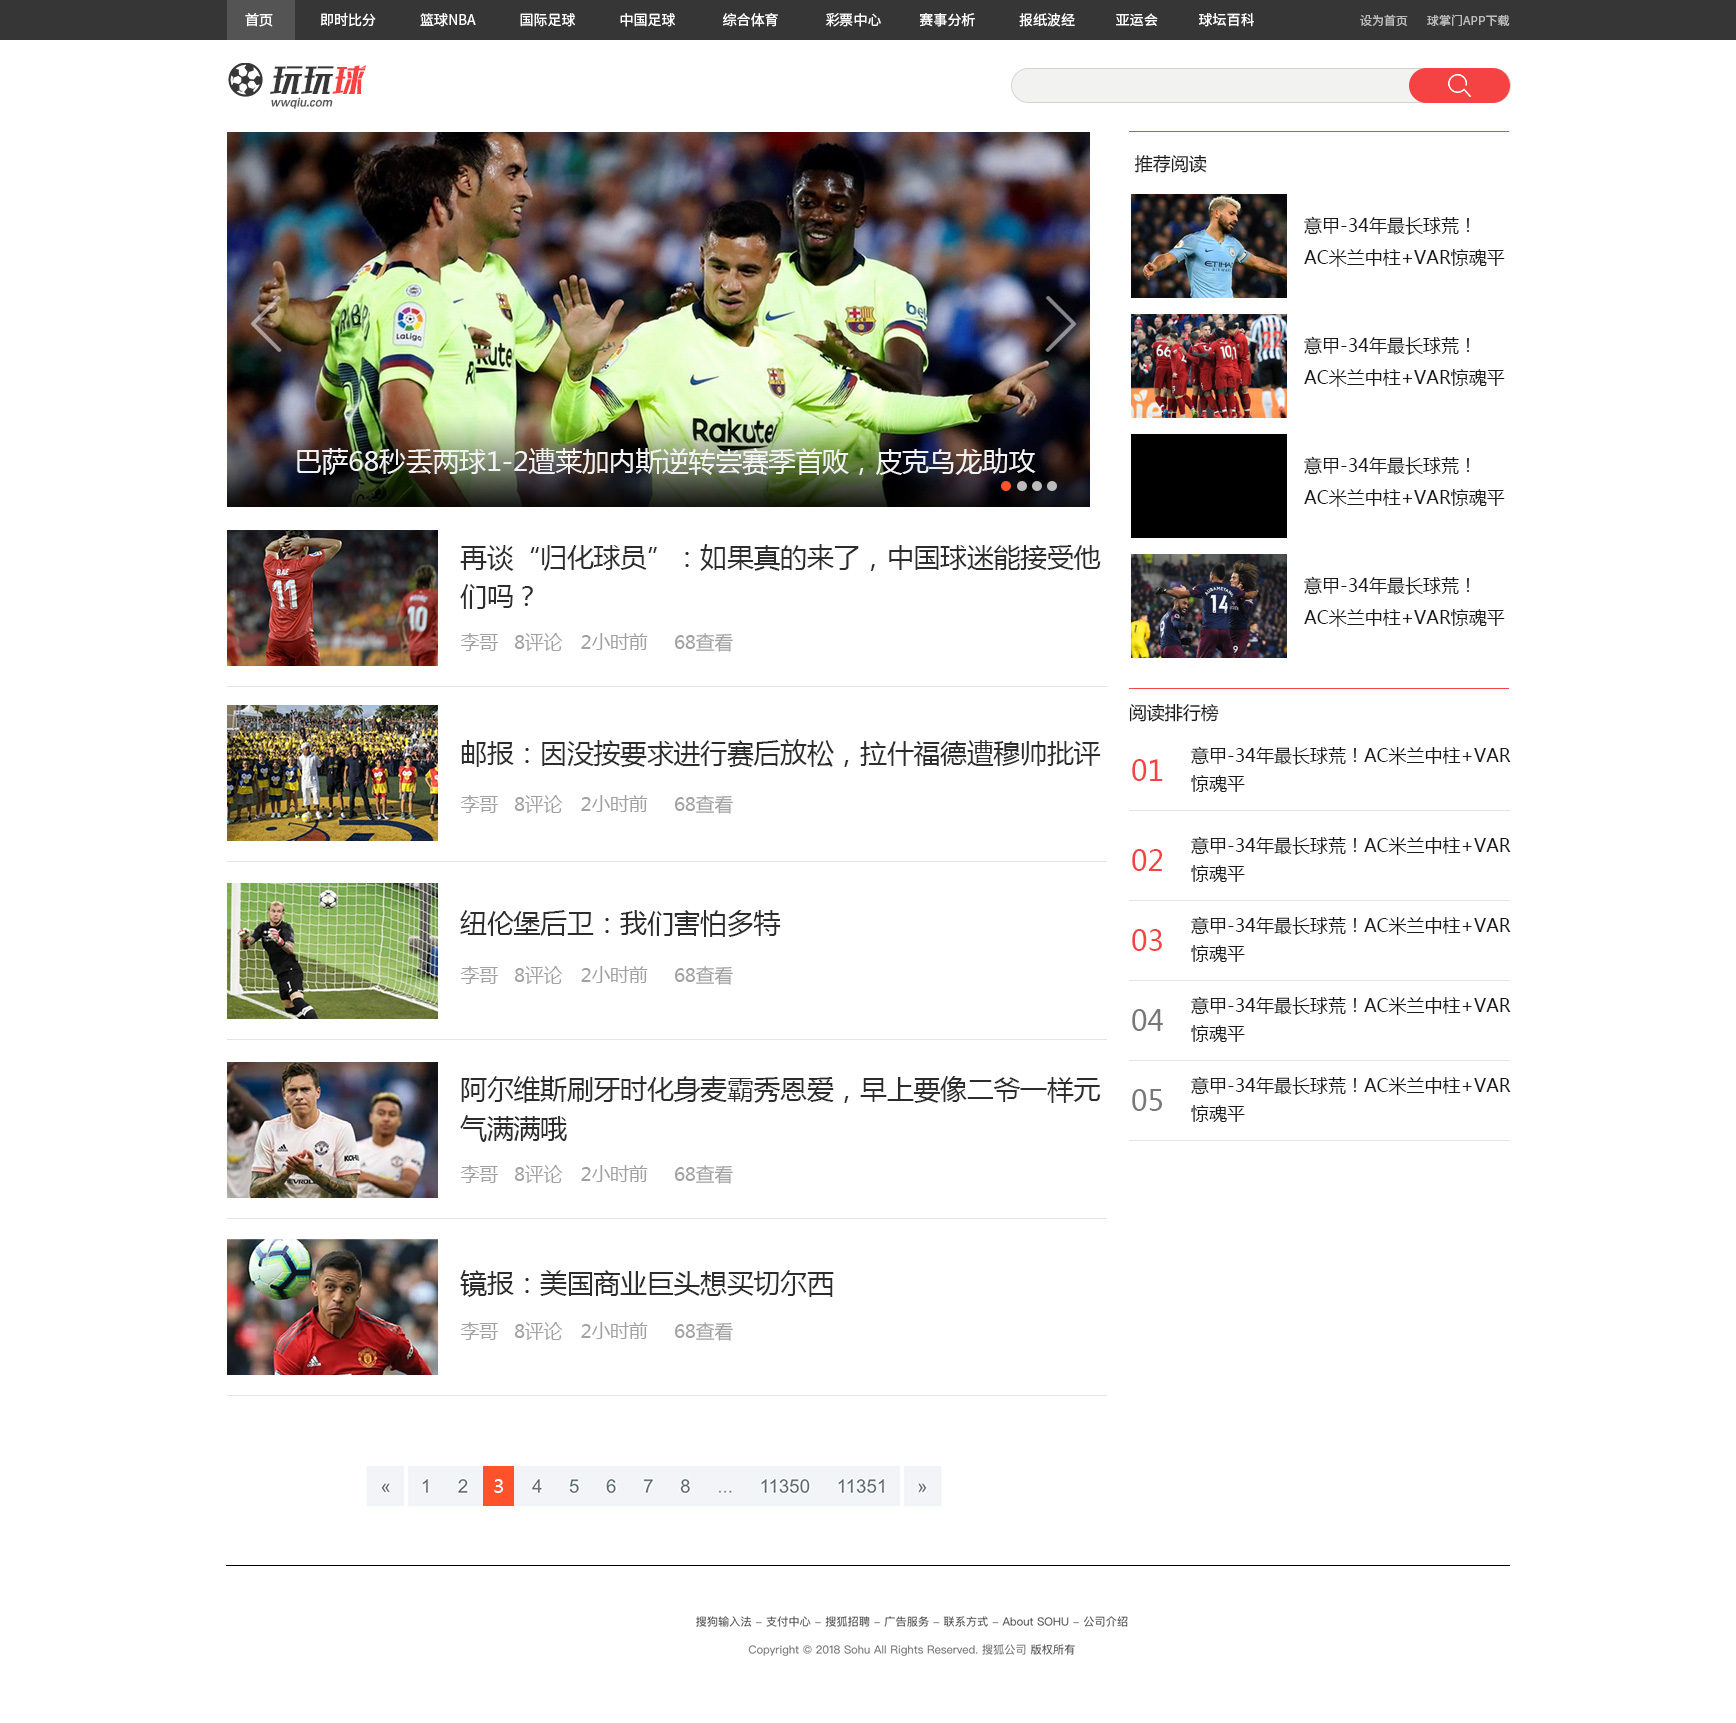 首页 即时比分 篮球NBA 国际足球 中国足球 综合体育 彩票中心 赛事分析 报纸波经 亚运会 球坛百科 设为首页 球掌门APP下载
玩玩球
wwqiu.com
巴萨68秒丢两球1-2遭莱加内斯逆转尝赛季首败，皮克乌龙助攻
再谈“归化球员”：如果真的来了，中国球迷能接受他
们吗？
李哥 8评论 2小时前 68查看
邮报：因没按要求进行赛后放松，拉什福德遭穆帅批评
李哥 8评论 2小时前 68查看
纽伦堡后卫：我们害怕多特
李哥 8评论 2小时前 68查看
阿尔维斯刷牙时化身麦霸秀恩爱，早上要像二爷一样元
气满满哦
李哥 8评论 2小时前 68查看
镜报：美国商业巨头想买切尔西
李哥 8评论 2小时前 68查看
« 1 2 3 4 5 6 7 8 ... 11350 11351 »
推荐阅读
意甲-34年最长球荒！
AC米兰中柱+VAR惊魂平
意甲-34年最长球荒！
AC米兰中柱+VAR惊魂平
意甲-34年最长球荒！
AC米兰中柱+VAR惊魂平
意甲-34年最长球荒！
AC米兰中柱+VAR惊魂平
阅读排行榜
01 意甲-34年最长球荒！AC米兰中柱+VAR
惊魂平
02 意甲-34年最长球荒！AC米兰中柱+VAR
惊魂平
03 意甲-34年最长球荒！AC米兰中柱+VAR
惊魂平
04 意甲-34年最长球荒！AC米兰中柱+VAR
惊魂平
05 意甲-34年最长球荒！AC米兰中柱+VAR
惊魂平
搜狗输入法 - 支付中心 - 搜狐招聘 - 广告服务 - 联系方式 - About SOHU - 公司介绍
Copyright © 2018 Sohu All Rights Reserved. 搜狐公司 版权所有